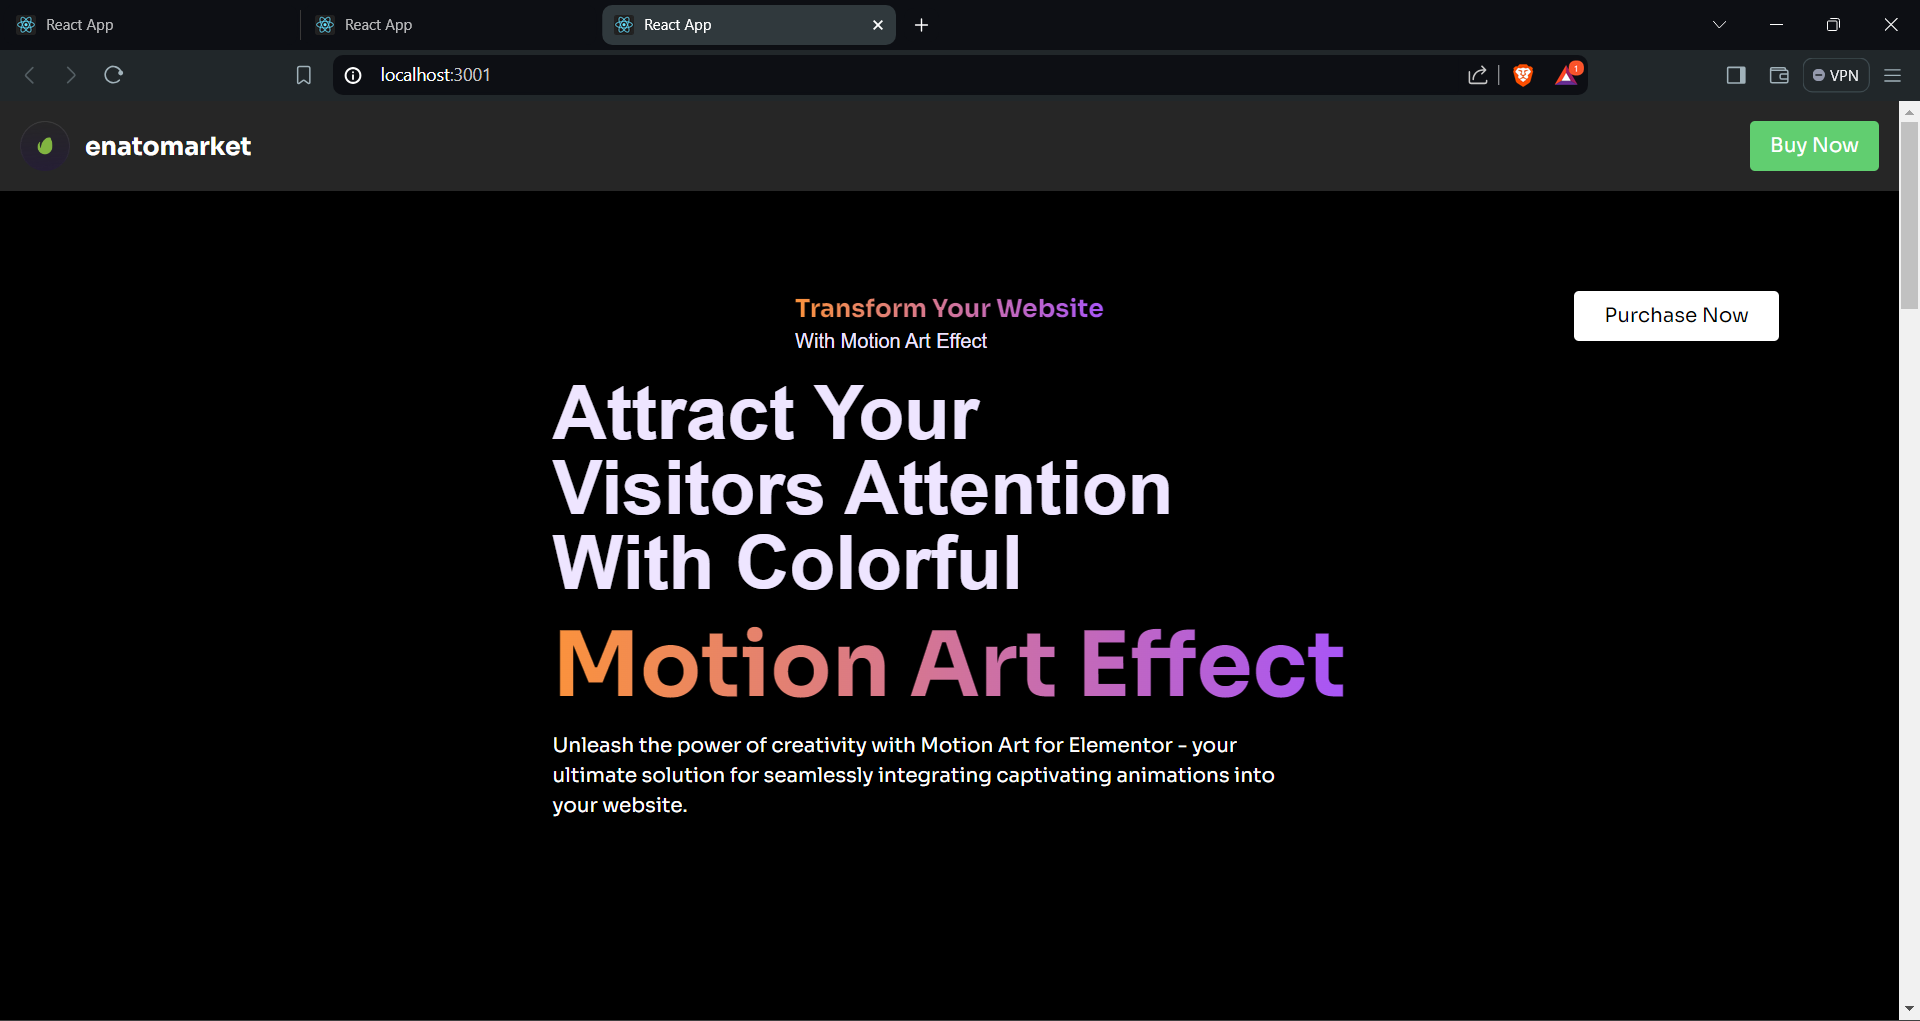 React App
React App
React App
localhost:3001
1
VPN
enatomarket
Buy Now
Transform Your Website
With Motion Art Effect
Purchase Now
Attract Your
Visitors Attention
With Colorful
Motion Art Effect
Unleash the power of creativity with Motion Art for Elementor - your
ultimate solution for seamlessly integrating captivating animations into
your website.